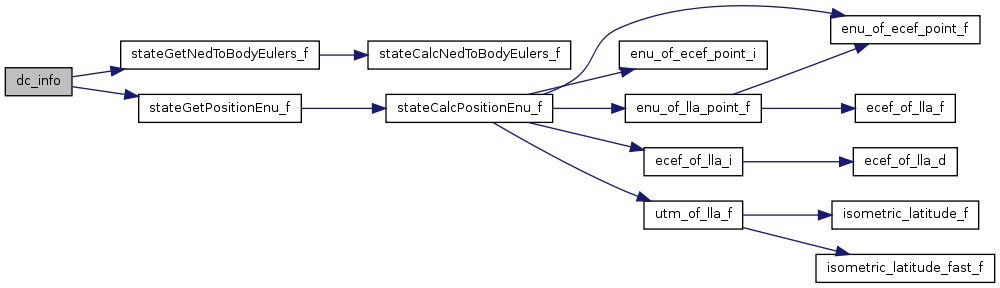 dc_info
stateGetNedToBodyEulers_f
stateGetPositionEnu_f
stateCalcNedToBodyEulers_f
stateCalcPositionEnu_f
enu_of_ecef_point_i
enu_of_lla_point_f
ecef_of_lla_i
utm_of_lla_f
enu_of_ecef_point_f
ecef_of_lla_f
ecef_of_lla_d
isometric_latitude_f
isometric_latitude_fast_f